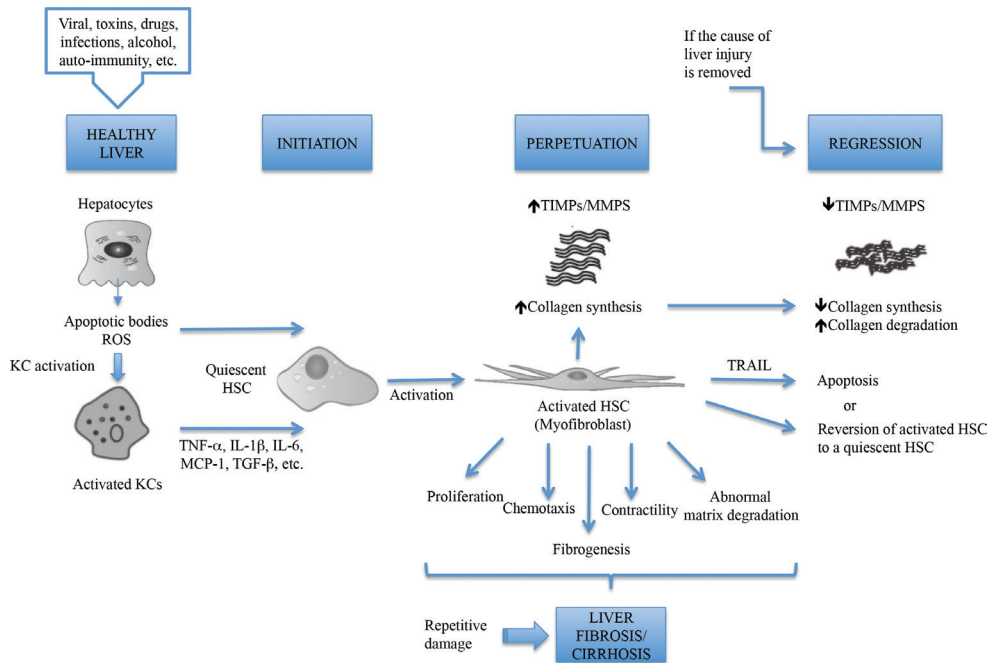 Viral, toxins, drugs,
infections, alcohol,
auto-immunity, etc.
If the cause of
liver injury
is removed
HEALTHY
LIVER
INITIATION
PERPETUATION
REGRESSION
Hepatocytes
🡹TIMPs/MMPS
🡻TIMPs/MMPS
Apoptotic bodies
ROS
🡹Collagen synthesis
🡻Collagen synthesis
🡹Collagen degradation
KC activation
Quiescent
HSC
Activation
Activated HSC
(Myofibroblast)
TRAIL
Apoptosis
or
Reversion of activated HSC
to a quiescent HSC
TNF-α, IL-1β, IL-6,
MCP-1, TGF-β, etc.
Activated KCs
Proliferation
Chemotaxis
Contractility
Abnormal
matrix degradation
Fibrogenesis
Repetitive
damage
LIVER
FIBROSIS/
CIRRHOSIS